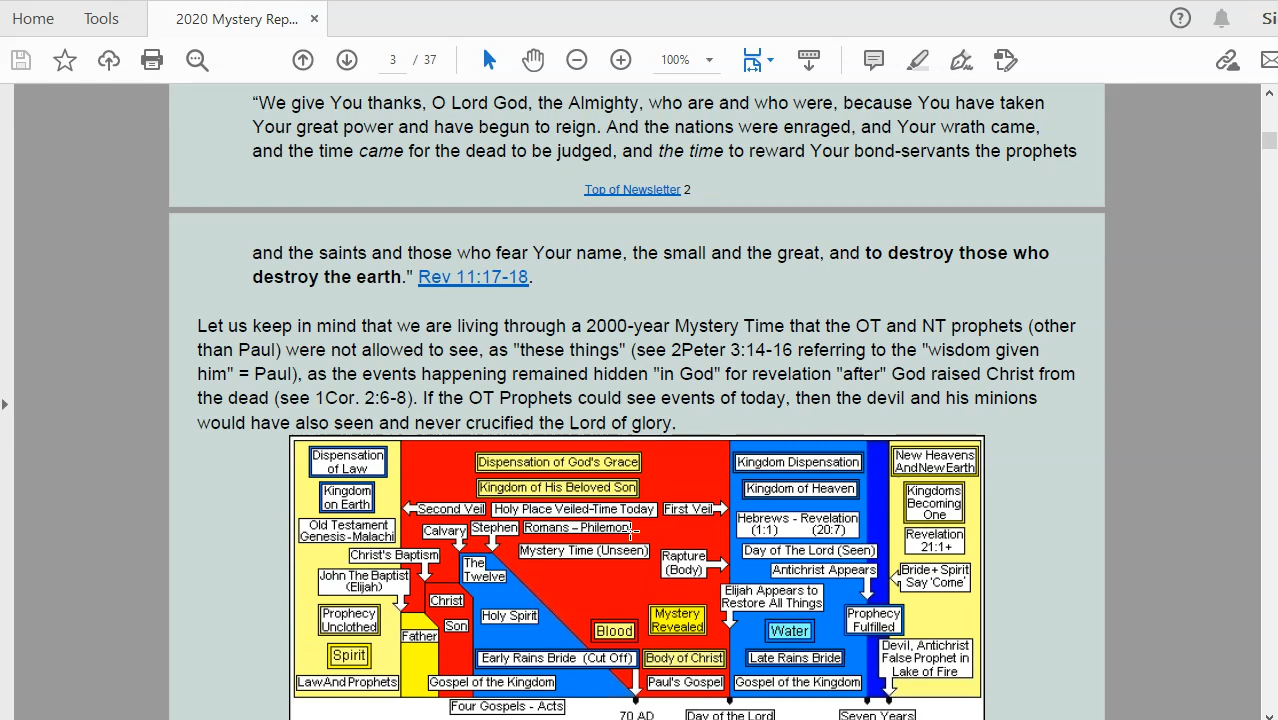 Home
Tools
2020 Mystery Rep... ×
Si
3 / 37
100%
“We give You thanks, O Lord God, the Almighty, who are and who were, because You have taken
Your great power and have begun to reign. And the nations were enraged, and Your wrath came,
and the time came for the dead to be judged, and the time to reward Your bond-servants the prophets
Top of Newsletter 2
and the saints and those who fear Your name, the small and the great, and to destroy those who
destroy the earth." Rev 11:17-18.
Let us keep in mind that we are living through a 2000-year Mystery Time that the OT and NT prophets (other
than Paul) were not allowed to see, as "these things" (see 2Peter 3:14-16 referring to the "wisdom given
him" = Paul), as the events happening remained hidden "in God" for revelation "after" God raised Christ from
the dead (see 1Cor. 2:6-8). If the OT Prophets could see events of today, then the devil and his minions
would have also seen and never crucified the Lord of glory.
Dispensation
of Law
Kingdom
on Earth
Old Testament
Genesis - Malachi
Christ's Baptism
John The Baptist
(Elijah)
Prophecy
Unclothed
Spirit
Law And Prophets
Dispensation of God's Grace
Kingdom of His Beloved Son
Second Veil
Holy Place Veiled-Time Today
First Veil
Calvary
Stephen
Romans – Philemon
Mystery Time (Unseen)
Rapture
(Body)
The
Twelve
Christ
Son
Father
Holy Spirit
Blood
Mystery
Revealed
Early Rains Bride (Cut Off)
Body of Christ
Gospel of the Kingdom
Paul's Gospel
Four Gospels - Acts
70 AD
Kingdom Dispensation
Kingdom of Heaven
Hebrews - Revelation
(1:1) (20:7)
Day of The Lord (Seen)
Antichrist Appears
Elijah Appears to
Restore All Things
Water
Prophecy
Fulfilled
Late Rains Bride
Gospel of the Kingdom
Day of the Lord
Seven Years
New Heavens
And New Earth
Kingdoms
Becoming
One
Revelation
21:1+
Bride + Spirit
Say 'Come'
Devil, Antichrist
False Prophet in
Lake of Fire